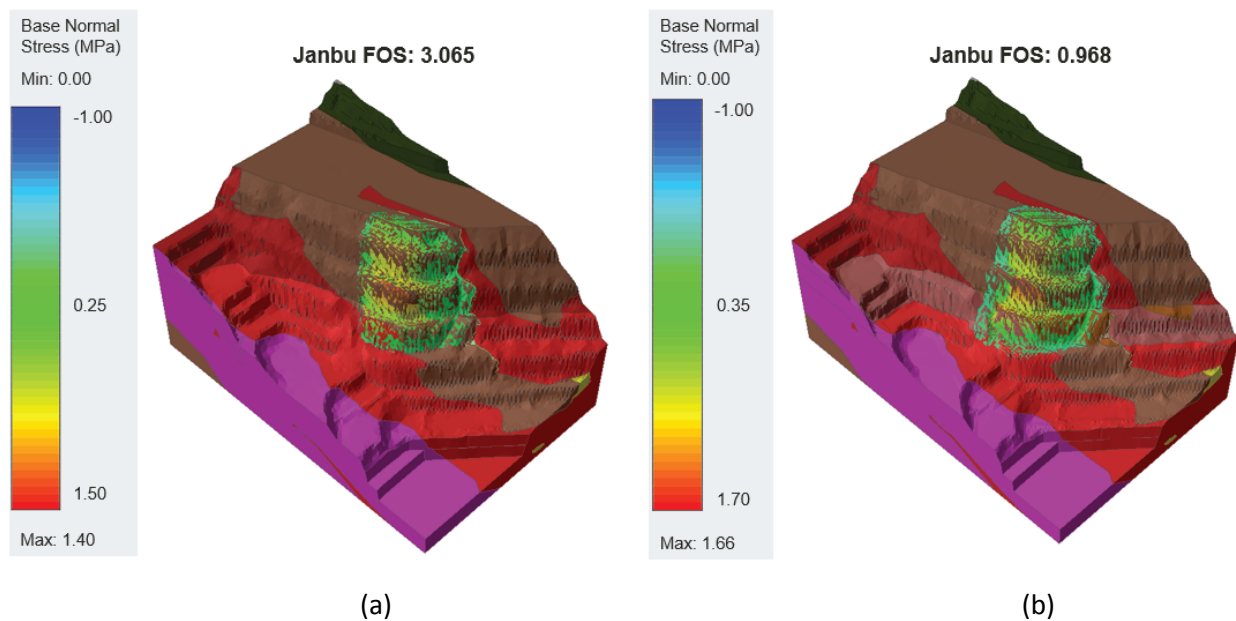 Base Normal
Stress (MPa)
Min: 0.00
-1.00
0.25
1.50
Max: 1.40
Janbu FOS: 3.065
(a)
Base Normal
Stress (MPa)
Min: 0.00
-1.00
0.35
1.70
Max: 1.66
Janbu FOS: 0.968
(b)